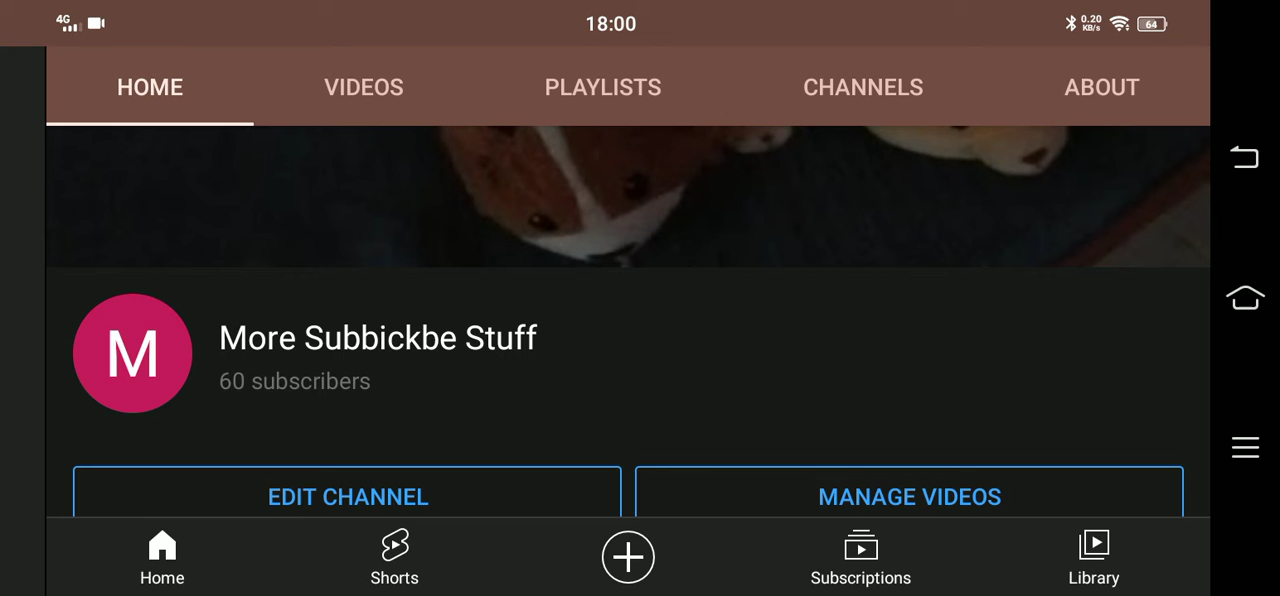 4G 18:00 0.20 KB/s 64
HOME VIDEOS PLAYLISTS CHANNELS ABOUT
M
More Subbickbe Stuff
60 subscribers
EDIT CHANNEL MANAGE VIDEOS
Home Shorts Subscriptions Library